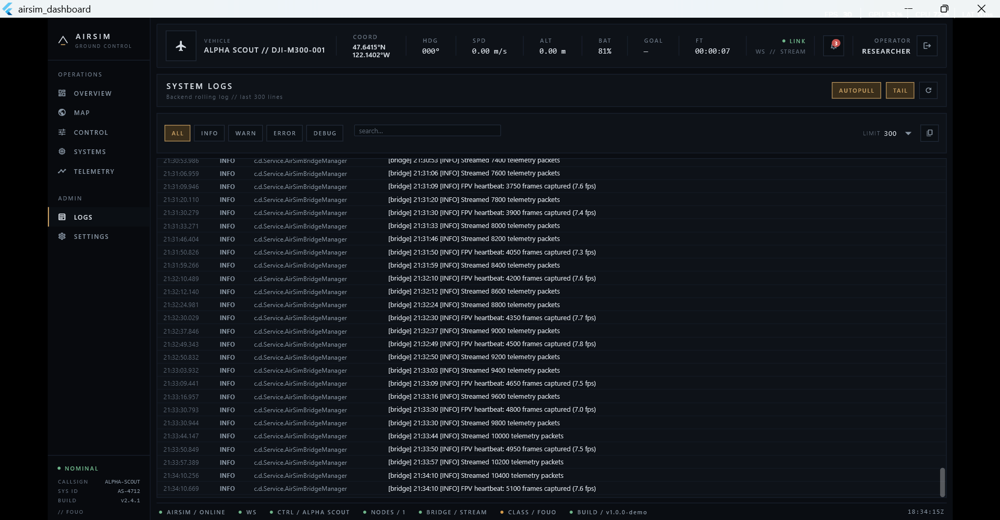 airsim_dashboard
AIRSIM
GROUND CONTROL
VEHICLE
ALPHA SCOUT // DJI-M300-001
COORD
47.6415°N
122.1402°W
HDG
000°
SPD
0.00 m/s
ALT
0.00 m
BAT
81%
GOAL
—
FT
00:00:07
LINK
WS // STREAM
3
OPERATOR
RESEARCHER
OPERATIONS
OVERVIEW
MAP
CONTROL
SYSTEMS
TELEMETRY
ADMIN
LOGS
SETTINGS
SYSTEM LOGS
Backend rolling log // last 300 lines
AUTOPULL
TAIL
ALL INFO WARN ERROR DEBUG search... LIMIT 300
21:30:53.986 INFO c.d.Service.AirSimBridgeManager [bridge] 21:30:53 [INFO] Streamed 7400 telemetry packets
21:31:06.959 INFO c.d.Service.AirSimBridgeManager [bridge] 21:31:06 [INFO] Streamed 7600 telemetry packets
21:31:09.946 INFO c.d.Service.AirSimBridgeManager [bridge] 21:31:09 [INFO] FPV heartbeat: 3750 frames captured (7.6 fps)
21:31:20.110 INFO c.d.Service.AirSimBridgeManager [bridge] 21:31:20 [INFO] Streamed 7800 telemetry packets
21:31:30.279 INFO c.d.Service.AirSimBridgeManager [bridge] 21:31:30 [INFO] FPV heartbeat: 3900 frames captured (7.4 fps)
21:31:33.271 INFO c.d.Service.AirSimBridgeManager [bridge] 21:31:33 [INFO] Streamed 8000 telemetry packets
21:31:46.404 INFO c.d.Service.AirSimBridgeManager [bridge] 21:31:46 [INFO] Streamed 8200 telemetry packets
21:31:50.826 INFO c.d.Service.AirSimBridgeManager [bridge] 21:31:50 [INFO] FPV heartbeat: 4050 frames captured (7.3 fps)
21:31:59.266 INFO c.d.Service.AirSimBridgeManager [bridge] 21:31:59 [INFO] Streamed 8400 telemetry packets
21:32:10.489 INFO c.d.Service.AirSimBridgeManager [bridge] 21:32:10 [INFO] FPV heartbeat: 4200 frames captured (7.6 fps)
21:32:12.140 INFO c.d.Service.AirSimBridgeManager [bridge] 21:32:12 [INFO] Streamed 8600 telemetry packets
21:32:24.981 INFO c.d.Service.AirSimBridgeManager [bridge] 21:32:24 [INFO] Streamed 8800 telemetry packets
21:32:30.029 INFO c.d.Service.AirSimBridgeManager [bridge] 21:32:30 [INFO] FPV heartbeat: 4350 frames captured (7.7 fps)
21:32:37.846 INFO c.d.Service.AirSimBridgeManager [bridge] 21:32:37 [INFO] Streamed 9000 telemetry packets
21:32:49.343 INFO c.d.Service.AirSimBridgeManager [bridge] 21:32:49 [INFO] FPV heartbeat: 4500 frames captured (7.8 fps)
21:32:50.832 INFO c.d.Service.AirSimBridgeManager [bridge] 21:32:50 [INFO] Streamed 9200 telemetry packets
21:33:03.932 INFO c.d.Service.AirSimBridgeManager [bridge] 21:33:03 [INFO] Streamed 9400 telemetry packets
21:33:09.441 INFO c.d.Service.AirSimBridgeManager [bridge] 21:33:09 [INFO] FPV heartbeat: 4650 frames captured (7.5 fps)
21:33:16.957 INFO c.d.Service.AirSimBridgeManager [bridge] 21:33:16 [INFO] Streamed 9600 telemetry packets
21:33:30.793 INFO c.d.Service.AirSimBridgeManager [bridge] 21:33:30 [INFO] FPV heartbeat: 4800 frames captured (7.0 fps)
21:33:30.944 INFO c.d.Service.AirSimBridgeManager [bridge] 21:33:30 [INFO] Streamed 9800 telemetry packets
21:33:44.147 INFO c.d.Service.AirSimBridgeManager [bridge] 21:33:44 [INFO] Streamed 10000 telemetry packets
21:33:50.849 INFO c.d.Service.AirSimBridgeManager [bridge] 21:33:50 [INFO] FPV heartbeat: 4950 frames captured (7.5 fps)
21:33:57.389 INFO c.d.Service.AirSimBridgeManager [bridge] 21:33:57 [INFO] Streamed 10200 telemetry packets
21:34:10.256 INFO c.d.Service.AirSimBridgeManager [bridge] 21:34:10 [INFO] Streamed 10400 telemetry packets
21:34:10.669 INFO c.d.Service.AirSimBridgeManager [bridge] 21:34:10 [INFO] FPV heartbeat: 5100 frames captured (7.6 fps)
NOMINAL
CALLSIGN ALPHA-SCOUT
SYS ID AS-4712
BUILD v2.4.1
// FOUO
AIRSIM / ONLINE WS CTRL / ALPHA SCOUT NODES / 1 BRIDGE / STREAM CLASS / FOUO BUILD / v1.0.0-demo 18:34:15Z